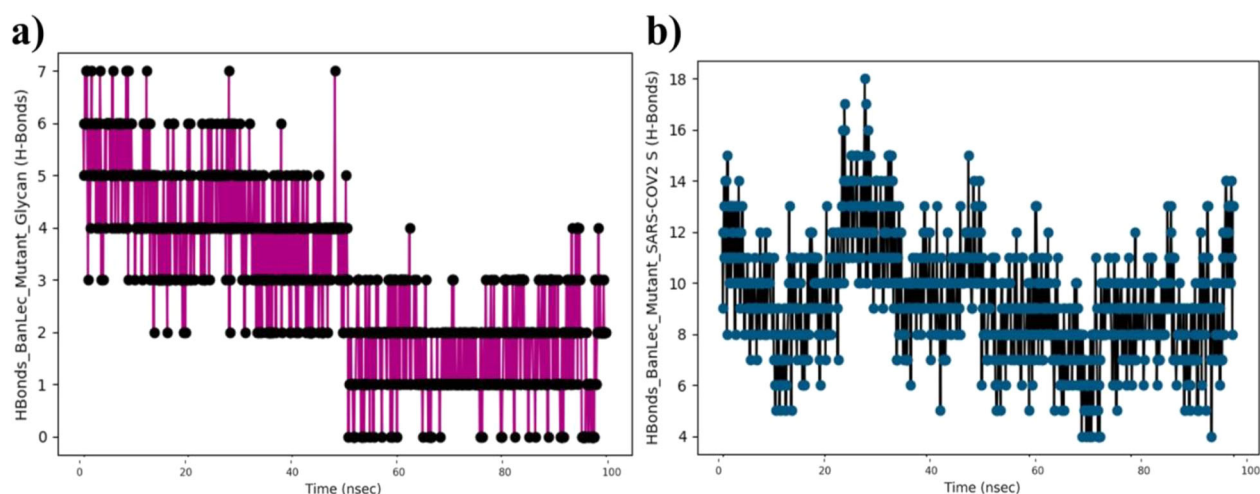 a)
HBonds_BanLec_Mutant_Glycan (H-Bonds)
7
6
5
4
3
2
1
0
0 20 40 60 80 100
Time (nsec)
b)
HBonds_BanLec_Mutant_SARS-COV2 S (H-Bonds)
18
16
14
12
10
8
6
4
0 20 40 60 80 100
Time (nsec)